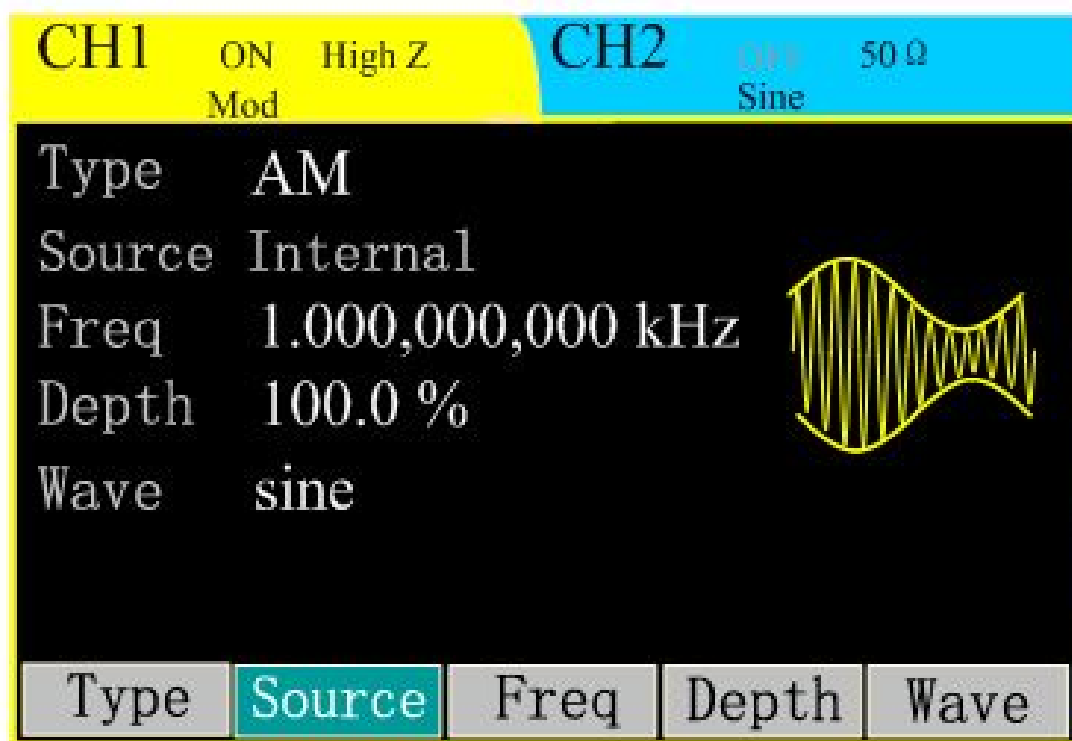 CH1 ON High Z
Mod
CH2 OFF 50 Ω
Sine
Type AM
Source Internal
Freq 1.000,000,000 kHz
Depth 100.0 %
Wave sine
Type Source Freq Depth Wave